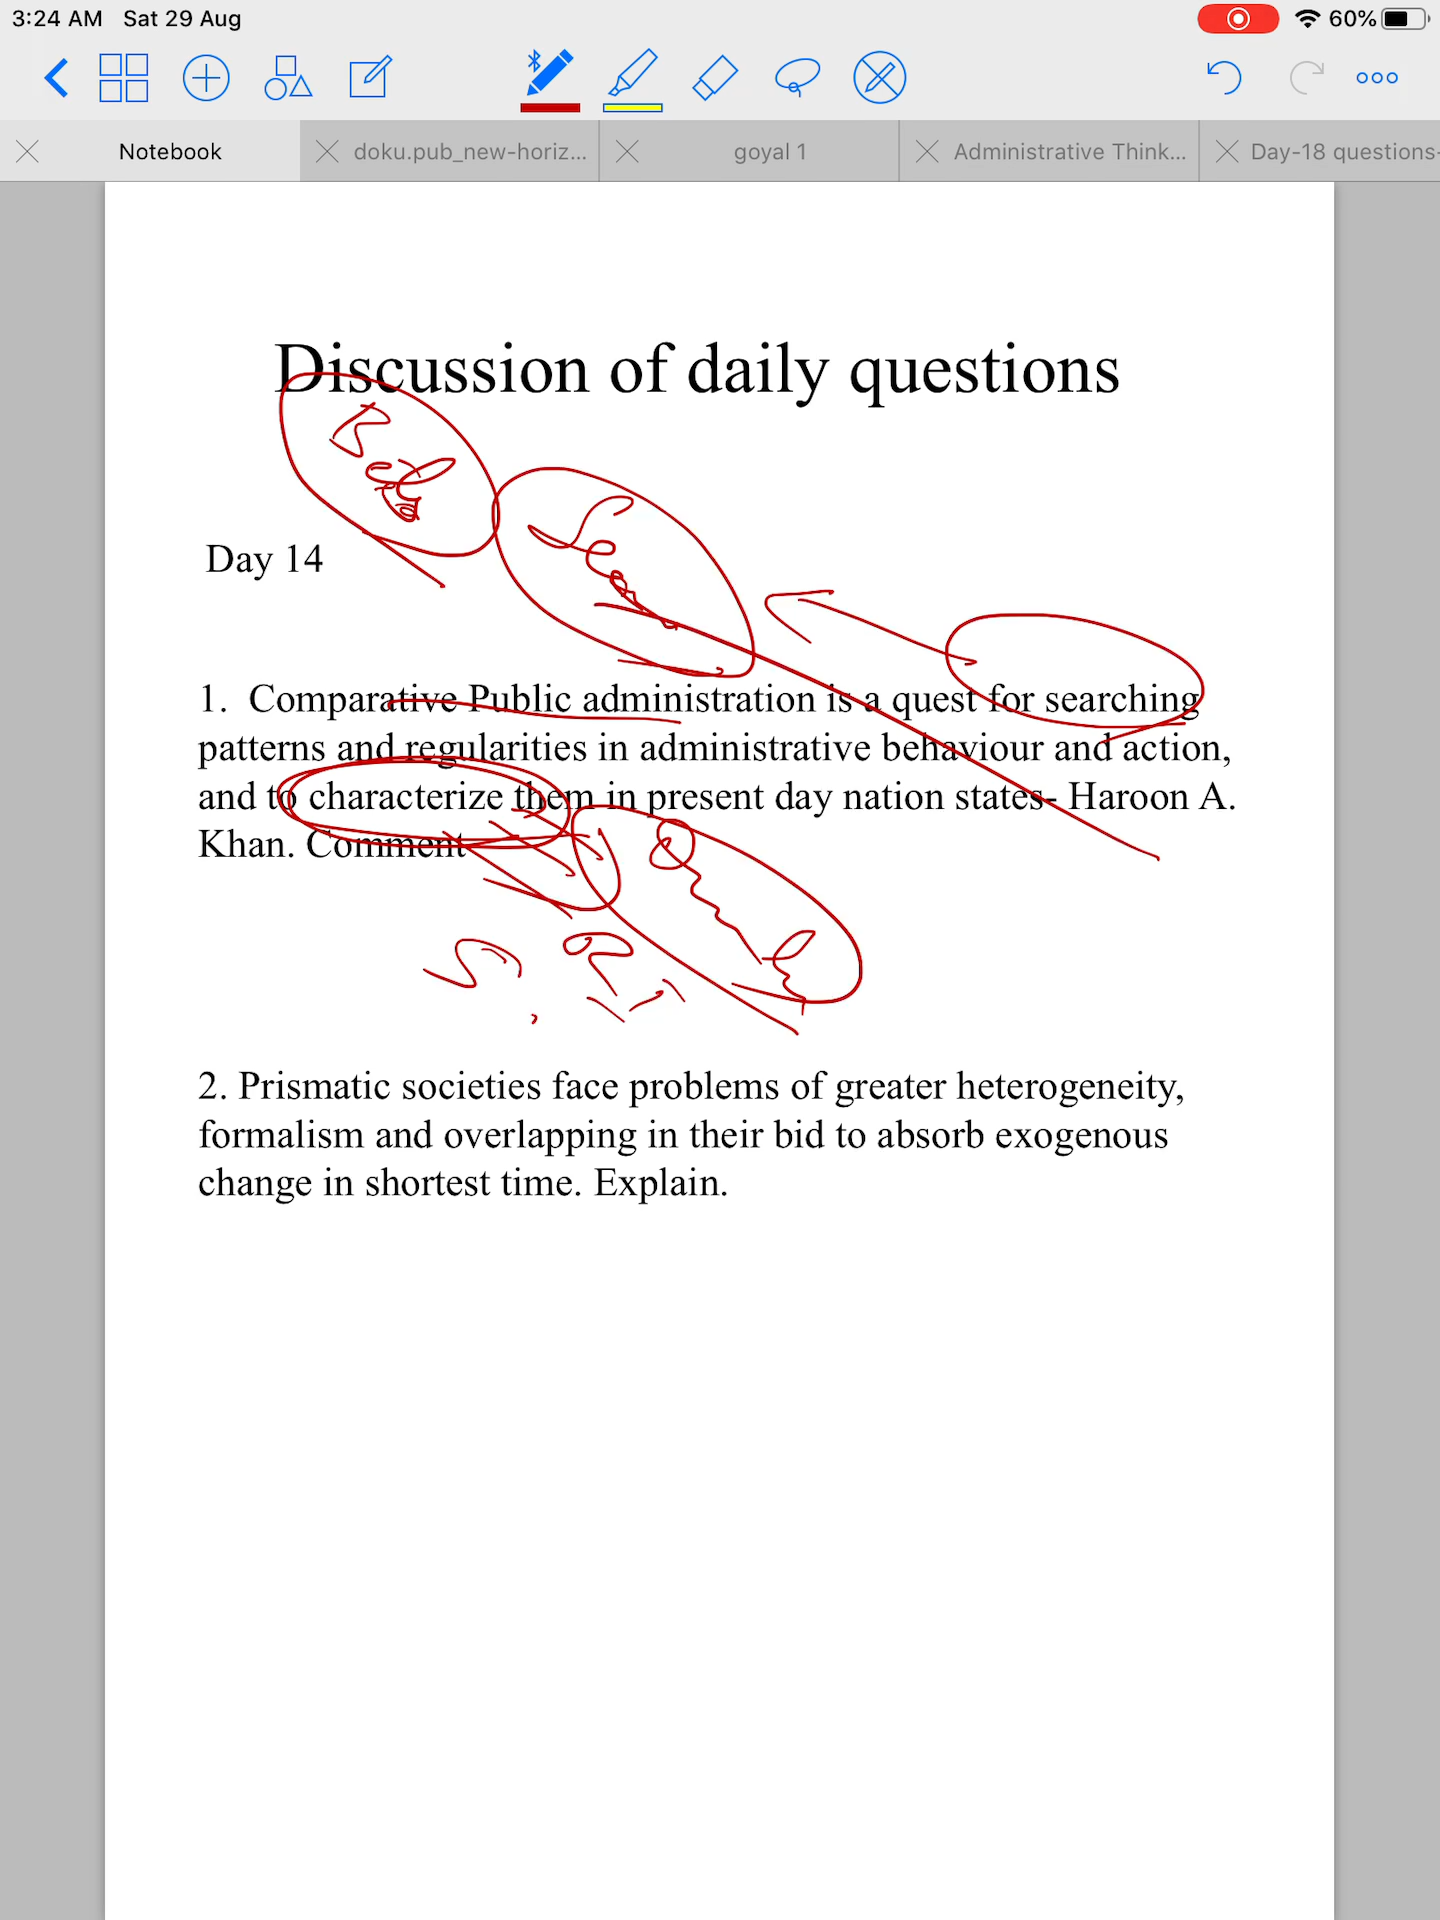 3:24 AM Sat 29 Aug 60%
Notebook doku.pub_new-horiz... goyal 1 Administrative Think... Day-18 questions-
Discussion of daily questions
Day 14
1. Comparative Public administration is a quest for searching
patterns and regularities in administrative behaviour and action,
and to characterize them in present day nation states- Haroon A.
Khan. Comment
2. Prismatic societies face problems of greater heterogeneity,
formalism and overlapping in their bid to absorb exogenous
change in shortest time. Explain.